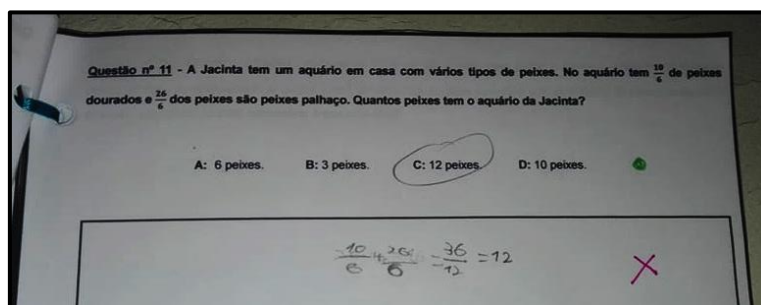 Questão nº 11 - A Jacinta tem um aquário em casa com vários tipos de peixes. No aquário tem 10/6 de peixes
dourados e 26/6 dos peixes são peixes palhaço. Quantos peixes tem o aquário da Jacinta?
A: 6 peixes. B: 3 peixes. C: 12 peixes. D: 10 peixes.
10/6 + 26/6 = 36/12 = 12